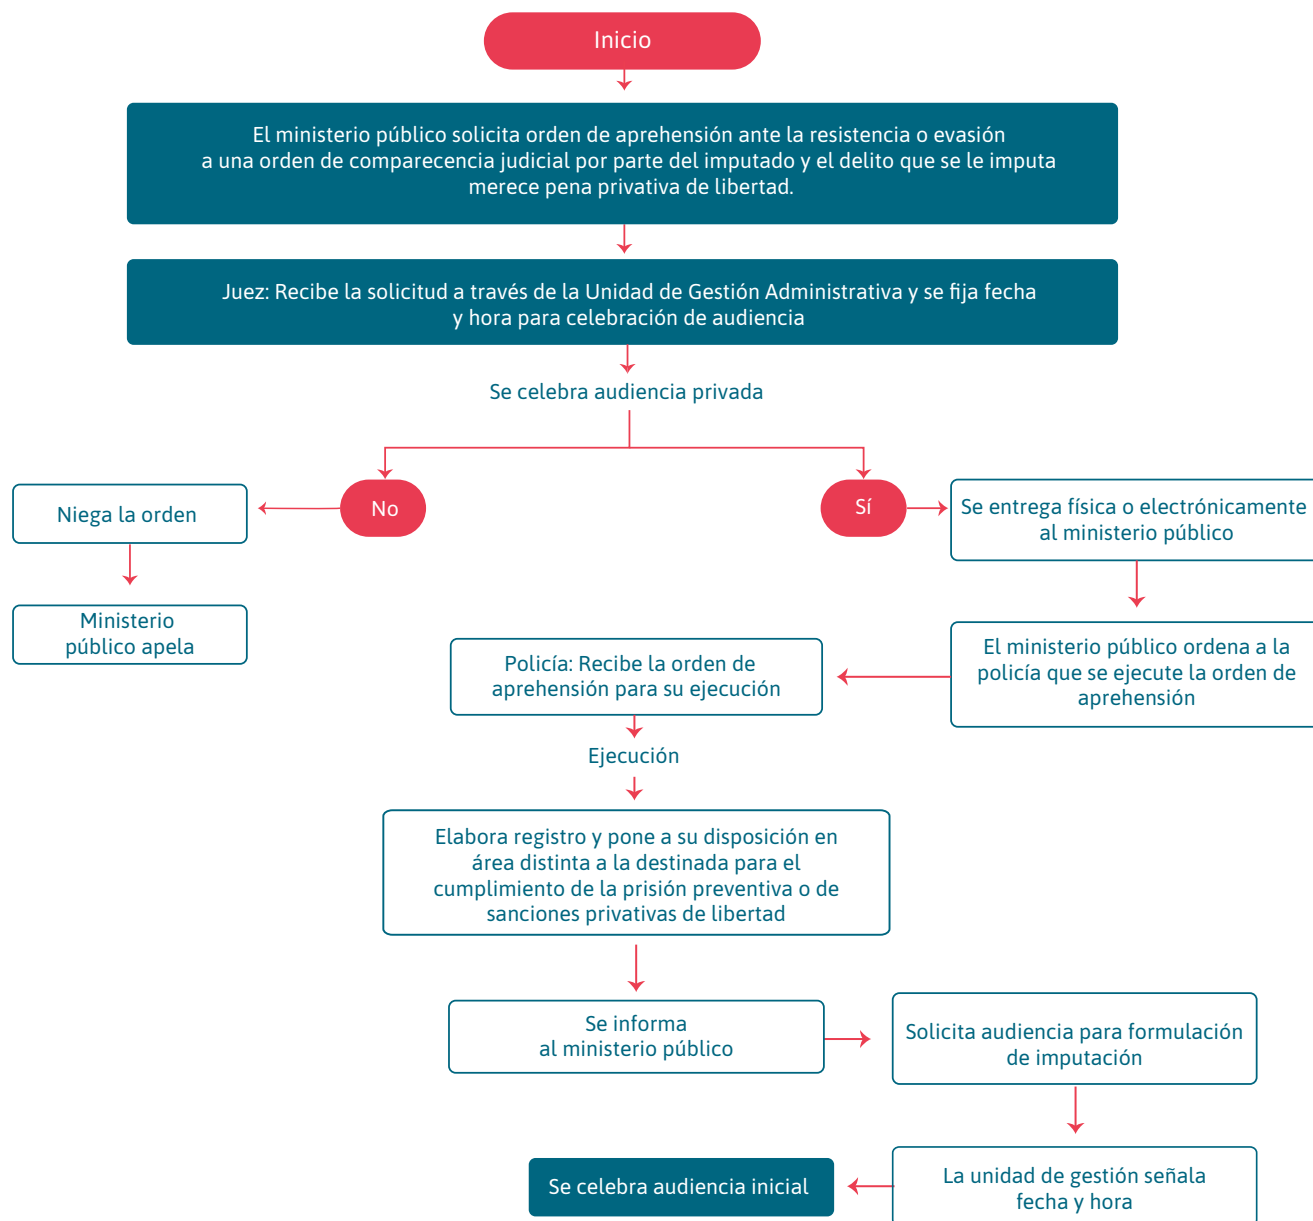 Inicio
El ministerio público solicita orden de aprehensión ante la resistencia o evasión
a una orden de comparecencia judicial por parte del imputado y el delito que se le imputa
merece pena privativa de libertad.
Juez: Recibe la solicitud a través de la Unidad de Gestión Administrativa y se fija fecha
y hora para celebración de audiencia
Se celebra audiencia privada
No
Sí
Niega la orden
Ministerio
público apela
Se entrega física o electrónicamente
al ministerio público
El ministerio público ordena a la
policía que se ejecute la orden de
aprehensión
Policía: Recibe la orden de
aprehensión para su ejecución
Ejecución
Elabora registro y pone a su disposición en
área distinta a la destinada para el
cumplimiento de la prisión preventiva o de
sanciones privativas de libertad
Se informa
al ministerio público
Solicita audiencia para formulación
de imputación
La unidad de gestión señala
fecha y hora
Se celebra audiencia inicial